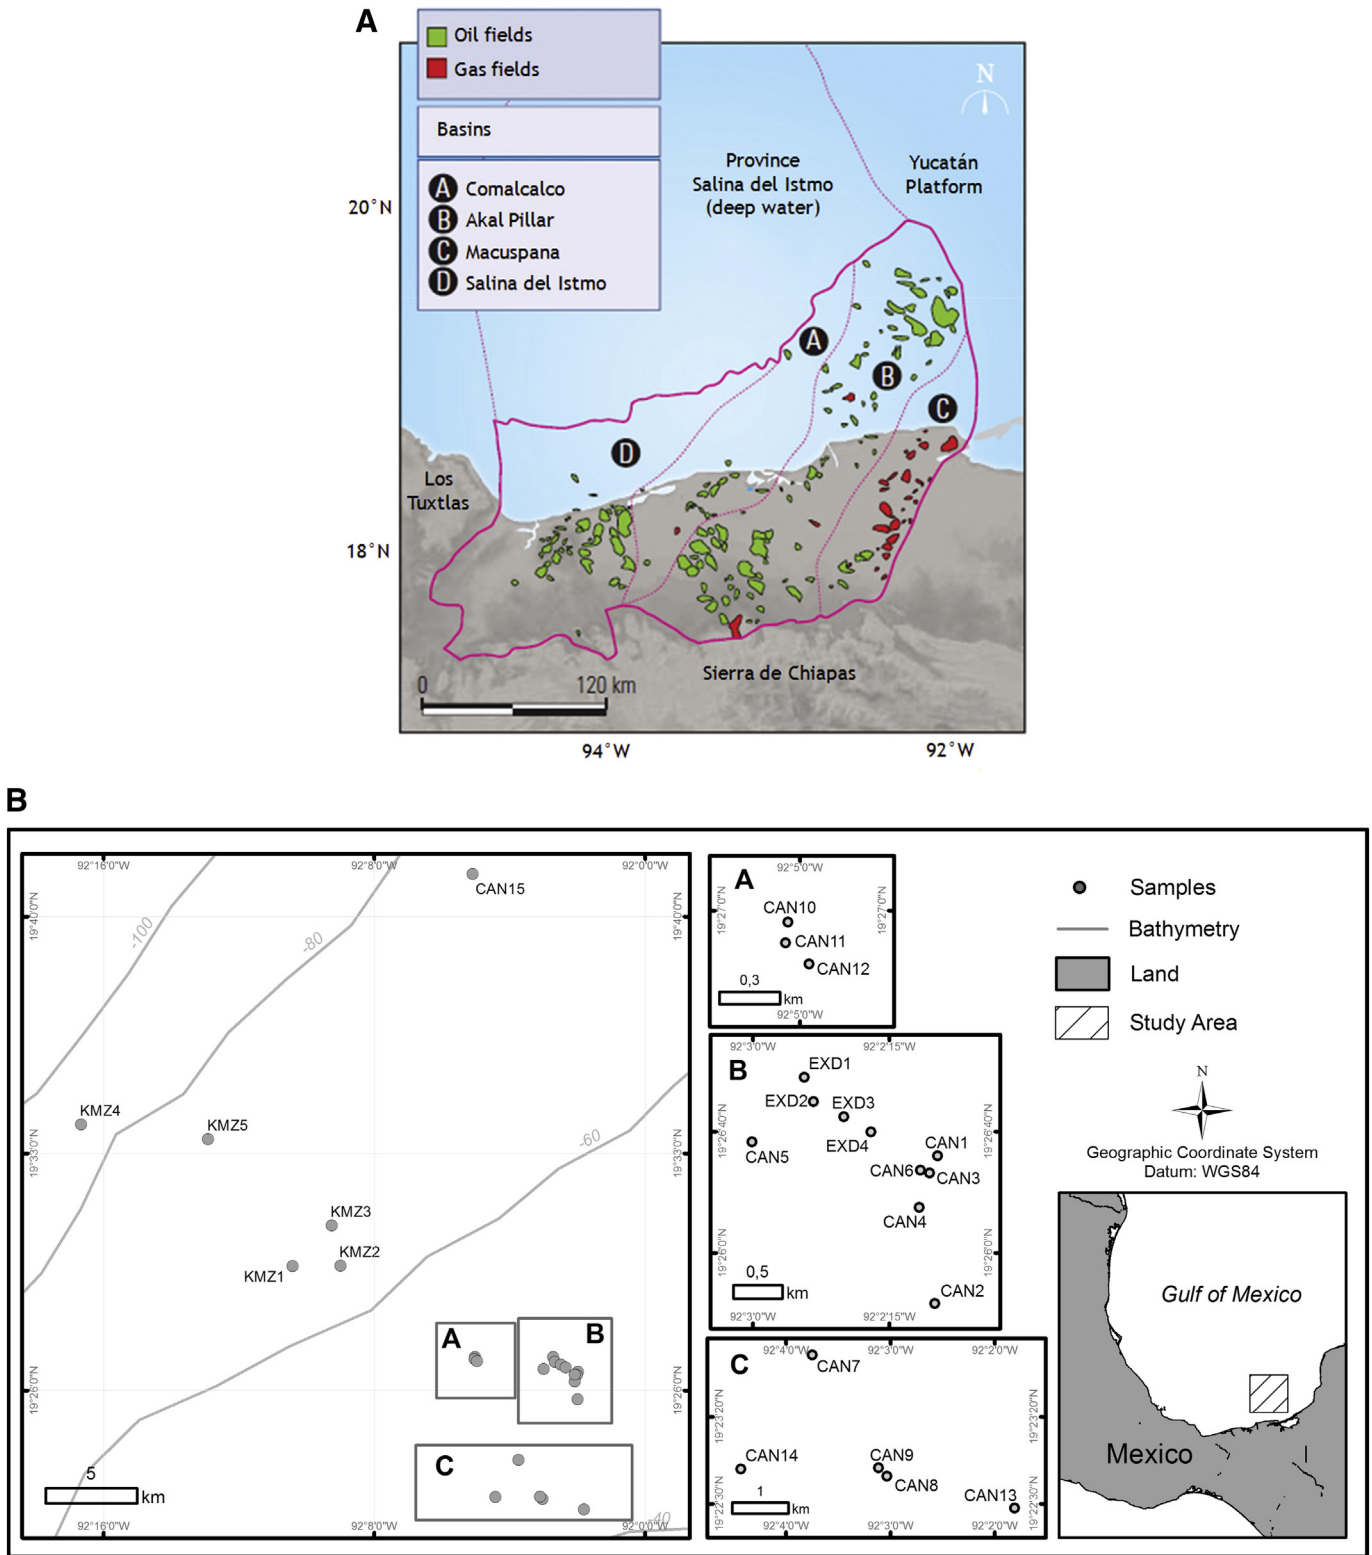 A
Oil fields
Gas fields
Basins
A Comalcalco
B Akal Pillar
C Macuspana
D Salina del Istmo
N
Province
Salina del Istmo
(deep water)
Yucatán
Platform
20°N
18°N
A
B
C
D
Los
Tuxtlas
Sierra de Chiapas
0 120 km
94°W 92°W
B
92°16'0"W 92°8'0"W 92°0'0"W
19°40'0"N
19°33'0"N
19°26'0"N
19°40'0"N
19°33'0"N
19°26'0"N
-100
-80
-60
-40
CAN15
KMZ4
KMZ5
KMZ3
KMZ2
KMZ1
A
B
C
5
km
92°16'0"W 92°8'0"W 92°0'0"W
92°5'0"W
A
19°27'0"N
19°27'0"N
CAN10
CAN11
CAN12
0,3
km
92°5'0"W
92°3'0"W 92°2'15"W
B
EXD1
EXD2
EXD3
EXD4
CAN5
CAN1
CAN6
CAN3
CAN4
CAN2
19°26'40"N
19°26'0"N
19°26'40"N
19°26'0"N
0,5
km
92°3'0"W 92°2'15"W
C
92°4'0"W 92°3'0"W 92°2'0"W
CAN7
CAN14
CAN9
CAN8
CAN13
19°23'20"N
19°22'30"N
19°23'20"N
19°22'30"N
1
km
92°4'0"W 92°3'0"W 92°2'0"W
Samples
Bathymetry
Land
Study Area
N
Geographic Coordinate System
Datum: WGS84
Gulf of Mexico
Mexico